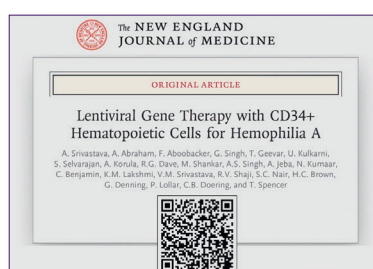 The NEW ENGLAND
JOURNAL of MEDICINE
ORIGINAL ARTICLE
Lentiviral Gene Therapy with CD34+
Hematopoietic Cells for Hemophilia A
A. Srivastava, A. Abraham, F. Aboobacker, G. Singh, T. Geevar, U. Kulkarni,
S. Selvarajan, A. Korula, R.G. Dave, M. Shankar, A.S. Singh, A. Jeba, N. Kumaar,
C. Benjamin, K.M. Lakshmi, V.M. Srivastava, R.V. Shaji, S.C. Nair, H.C. Brown,
G. Denning, P. Lollar, C.B. Doering, and T. Spencer